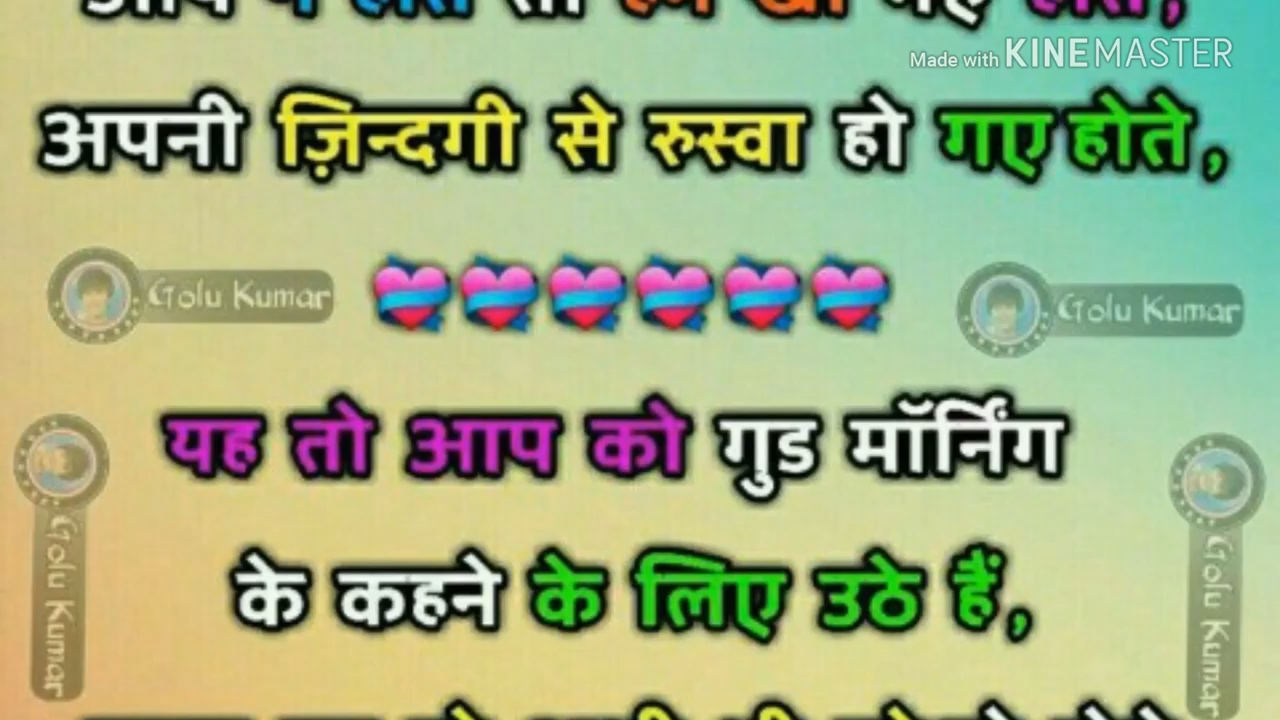 Made with KINEMASTER
अपनी ज़िन्दगी से रुस्वा हो गए होते,
Golu Kumar
Golu Kumar
यह तो आप को गुड मॉर्निंग
Golu Kumar
Golu Kumar
के कहने के लिए उठे हैं,